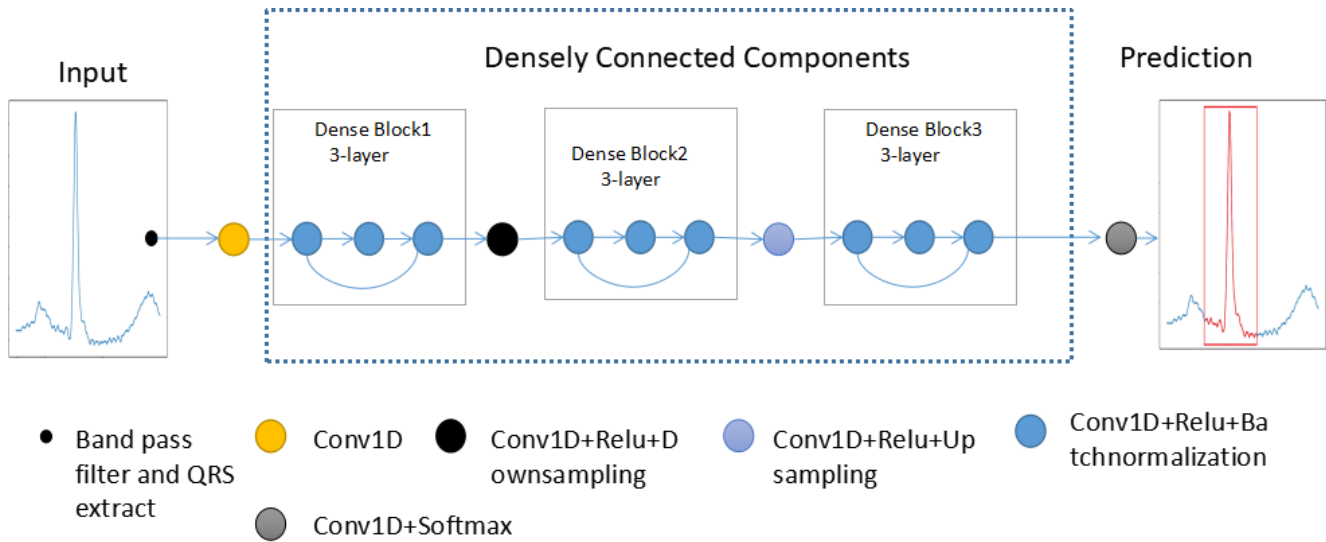 Input
Densely Connected Components
Prediction
Dense Block1
3-layer
Dense Block2
3-layer
Dense Block3
3-layer
Band pass
filter and QRS
extract
Conv1D
Conv1D+Relu+D
ownsampling
Conv1D+Relu+Up
sampling
Conv1D+Relu+Ba
tchnormalization
Conv1D+Softmax